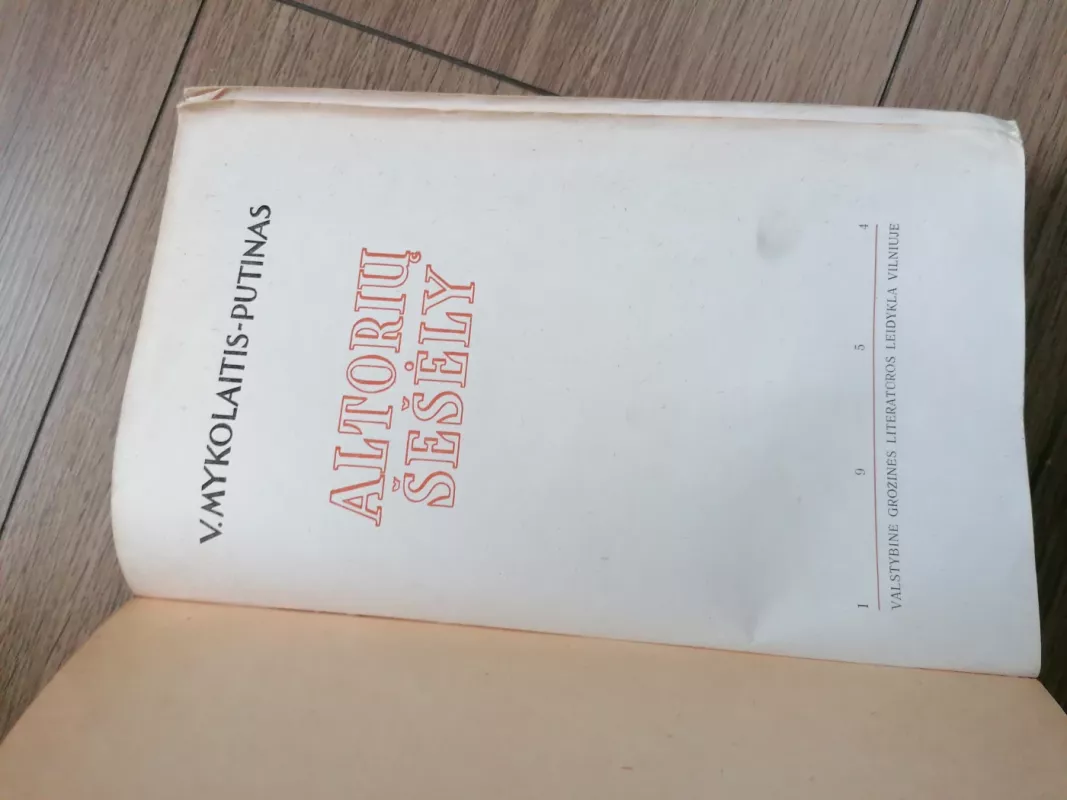 V. MYKOLAITIS-PUTINAS
ALTORIŲ
ŠEŠĖLY
1 9 5 4
VALSTYBINĖ GROŽINĖS LITERATŪROS LEIDYKLA VILNIUJE